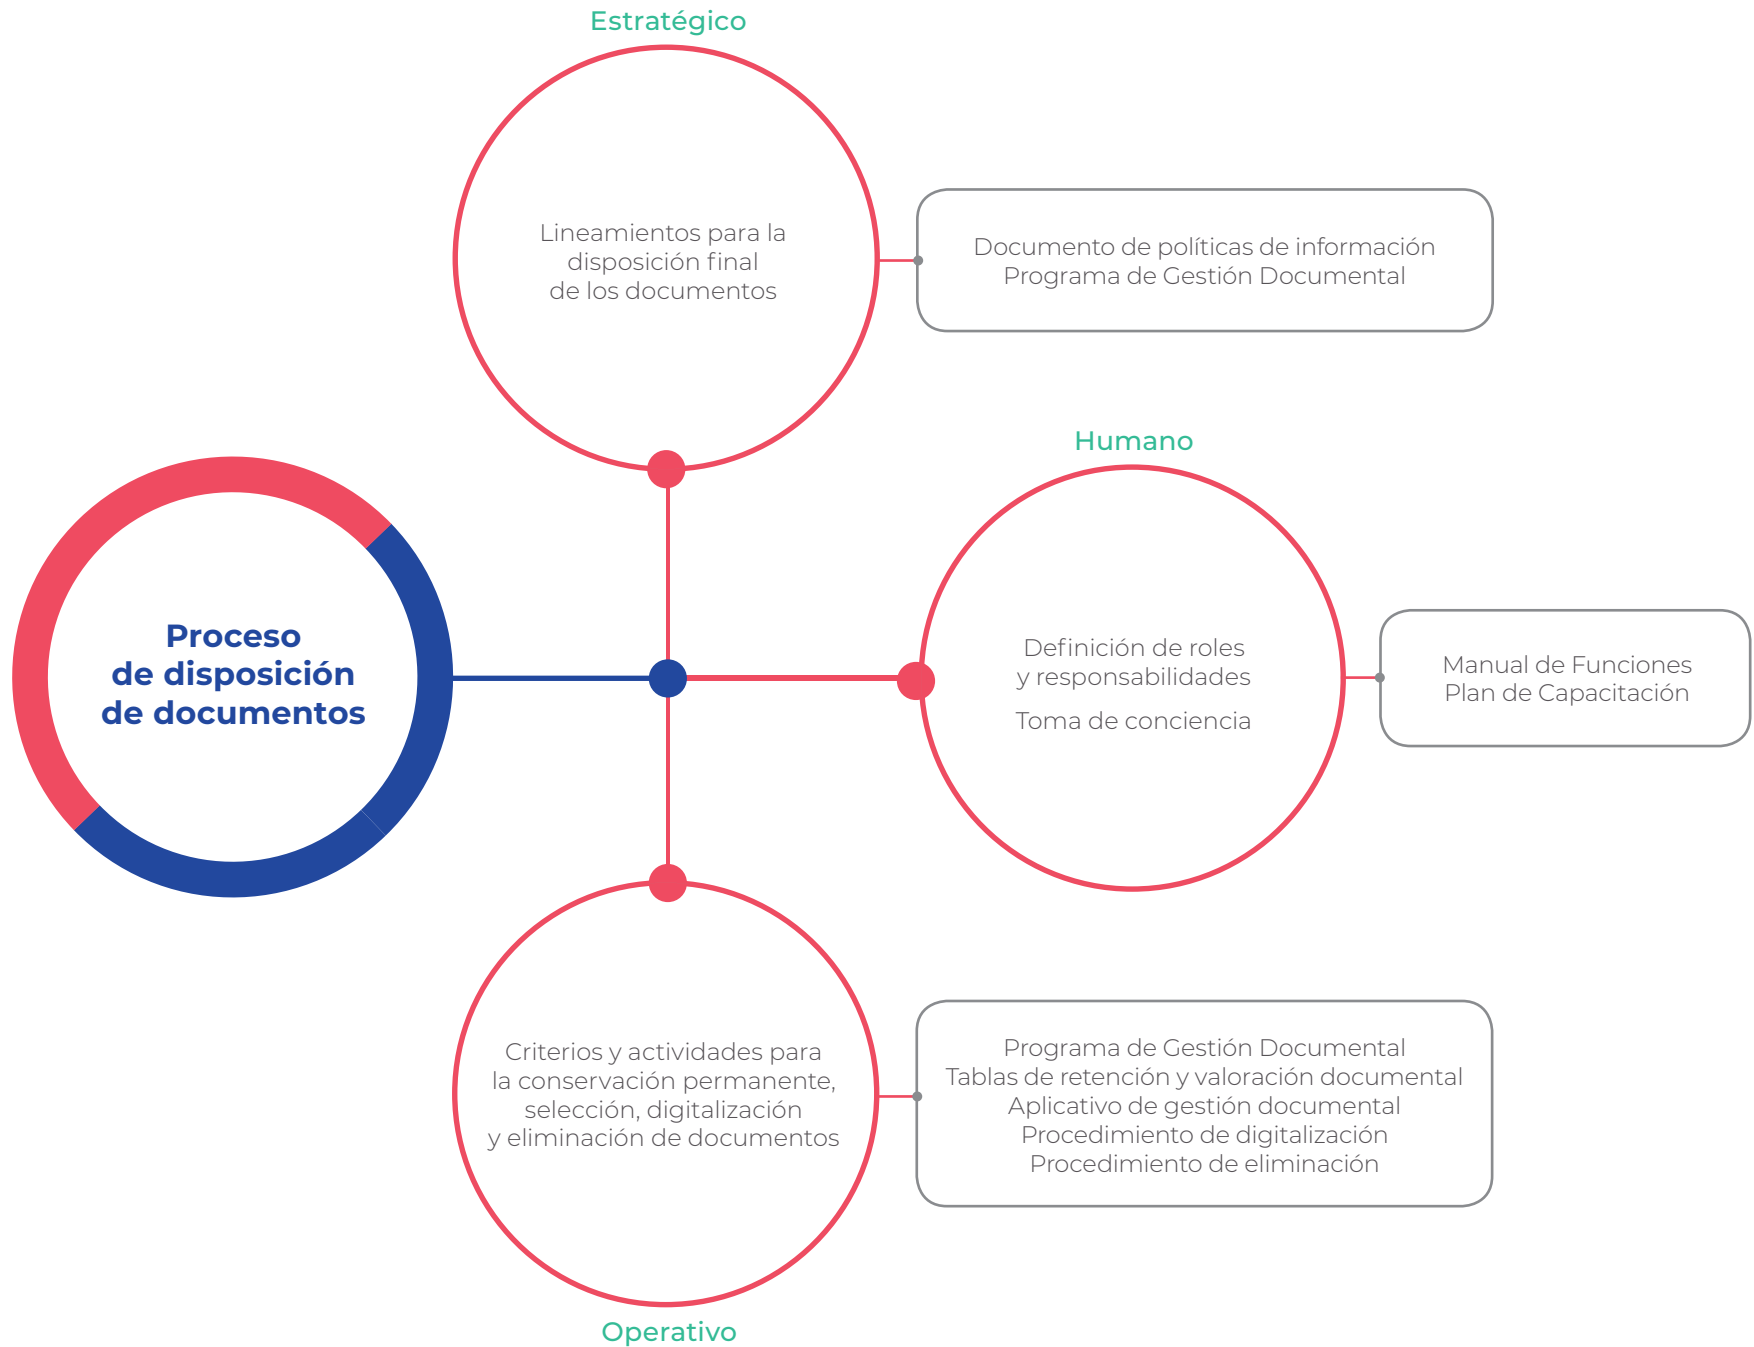 Estratégico
Lineamientos para la
disposición final
de los documentos
Documento de políticas de información
Programa de Gestión Documental
Proceso
de disposición
de documentos
Humano
Definición de roles
y responsabilidades
Toma de conciencia
Manual de Funciones
Plan de Capacitación
Criterios y actividades para
la conservación permanente,
selección, digitalización
y eliminación de documentos
Programa de Gestión Documental
Tablas de retención y valoración documental
Aplicativo de gestión documental
Procedimiento de digitalización
Procedimiento de eliminación
Operativo